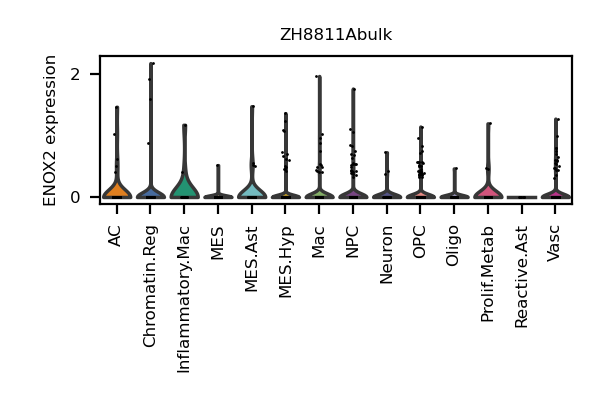 ZH8811Abulk
ENOX2 expression
2
0
AC
Chromatin.Reg
Inflammatory.Mac
MES
MES.Ast
MES.Hyp
Mac
NPC
Neuron
OPC
Oligo
Prolif.Metab
Reactive.Ast
Vasc